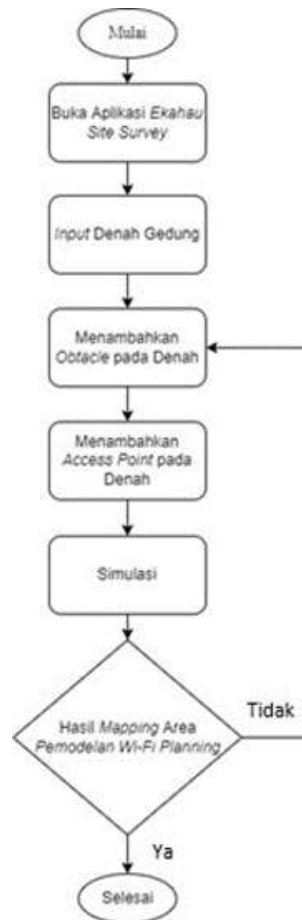 Mulai
Buka Aplikasi Ekahau
Site Survey
Input Denah Gedung
Menambahkan
Obtacle pada Denah
Menambahkan
Access Point pada
Denah
Simulasi
Hasil Mapping Area
Pemodelan Wi-Fi Planning
Tidak
Ya
Selesai